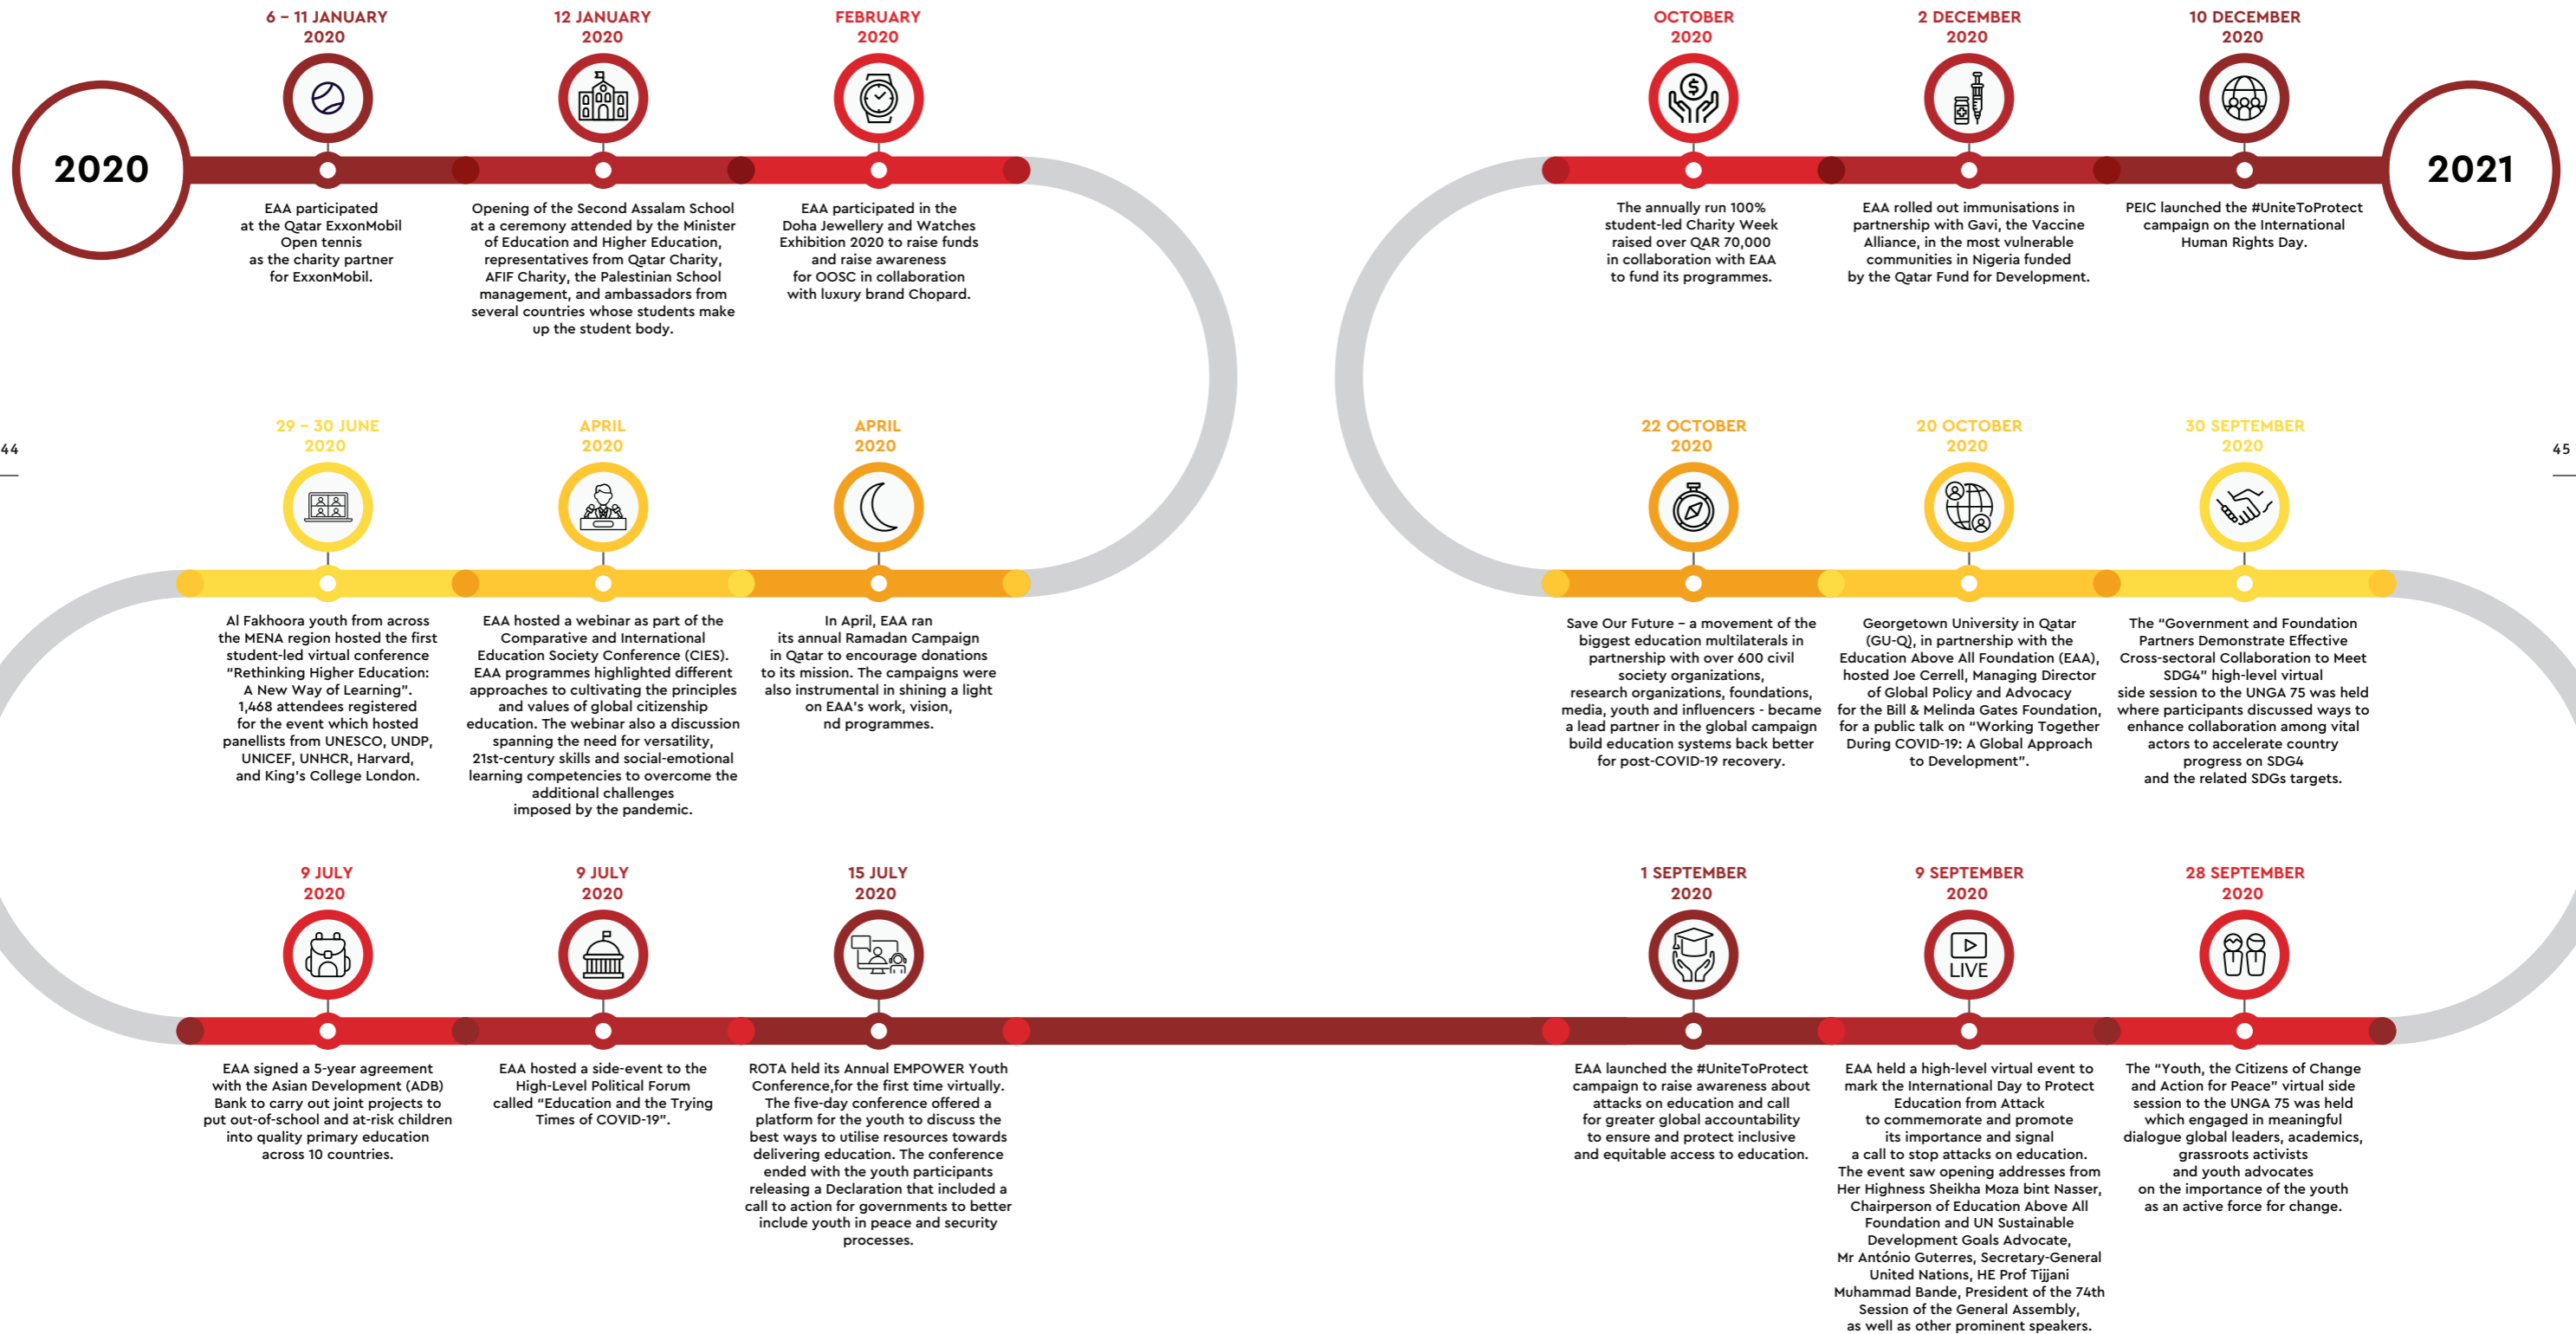 2020
6 – 11 JANUARY
2020
EAA participated
at the Qatar ExxonMobil
Open tennis
as the charity partner
for ExxonMobil.
12 JANUARY
2020
Opening of the Second Assalam School
at a ceremony attended by the Minister
of Education and Higher Education,
representatives from Qatar Charity,
AFIF Charity, the Palestinian School
management, and ambassadors from
several countries whose students make
up the student body.
FEBRUARY
2020
EAA participated in the
Doha Jewellery and Watches
Exhibition 2020 to raise funds
and raise awareness
for OOSC in collaboration
with luxury brand Chopard.
APRIL
2020
In April, EAA ran
its annual Ramadan Campaign
in Qatar to encourage donations
to its mission. The campaigns were
also instrumental in shining a light
on EAA's work, vision,
nd programmes.
APRIL
2020
EAA hosted a webinar as part of the
Comparative and International
Education Society Conference (CIES).
EAA programmes highlighted different
approaches to cultivating the principles
and values of global citizenship
education. The webinar also a discussion
spanning the need for versatility,
21st-century skills and social-emotional
learning competencies to overcome the
additional challenges
imposed by the pandemic.
29 – 30 JUNE
2020
Al Fakhoora youth from across
the MENA region hosted the first
student-led virtual conference
“Rethinking Higher Education:
A New Way of Learning”.
1,468 attendees registered
for the event which hosted
panellists from UNESCO, UNDP,
UNICEF, UNHCR, Harvard,
and King's College London.
44
9 JULY
2020
EAA signed a 5-year agreement
with the Asian Development (ADB)
Bank to carry out joint projects to
put out-of-school and at-risk children
into quality primary education
across 10 countries.
9 JULY
2020
EAA hosted a side-event to the
High-Level Political Forum
called “Education and the Trying
Times of COVID-19”.
15 JULY
2020
ROTA held its Annual EMPOWER Youth
Conference,for the first time virtually.
The five-day conference offered a
platform for the youth to discuss the
best ways to utilise resources towards
delivering education. The conference
ended with the youth participants
releasing a Declaration that included a
call to action for governments to better
include youth in peace and security
processes.
1 SEPTEMBER
2020
EAA launched the #UniteToProtect
campaign to raise awareness about
attacks on education and call
for greater global accountability
to ensure and protect inclusive
and equitable access to education.
9 SEPTEMBER
2020
LIVE
EAA held a high-level virtual event to
mark the International Day to Protect
Education from Attack
to commemorate and promote
its importance and signal
a call to stop attacks on education.
The event saw opening addresses from
Her Highness Sheikha Moza bint Nasser,
Chairperson of Education Above All
Foundation and UN Sustainable
Development Goals Advocate,
Mr António Guterres, Secretary-General
United Nations, HE Prof Tijjani
Muhammad Bande, President of the 74th
Session of the General Assembly,
as well as other prominent speakers.
28 SEPTEMBER
2020
The “Youth, the Citizens of Change
and Action for Peace” virtual side
session to the UNGA 75 was held
which engaged in meaningful
dialogue global leaders, academics,
grassroots activists
and youth advocates
on the importance of the youth
as an active force for change.
30 SEPTEMBER
2020
The “Government and Foundation
Partners Demonstrate Effective
Cross-sectoral Collaboration to Meet
SDG4” high-level virtual
side session to the UNGA 75 was held
where participants discussed ways to
enhance collaboration among vital
actors to accelerate country
progress on SDG4
and the related SDGs targets.
20 OCTOBER
2020
Georgetown University in Qatar
(GU-Q), in partnership with the
Education Above All Foundation (EAA),
hosted Joe Cerrell, Managing Director
of Global Policy and Advocacy
for the Bill & Melinda Gates Foundation,
for a public talk on “Working Together
During COVID-19: A Global Approach
to Development”.
22 OCTOBER
2020
Save Our Future – a movement of the
biggest education multilaterals in
partnership with over 600 civil
society organizations,
research organizations, foundations,
media, youth and influencers - became
a lead partner in the global campaign
build education systems back better
for post-COVID-19 recovery.
45
OCTOBER
2020
The annually run 100%
student-led Charity Week
raised over QAR 70,000
in collaboration with EAA
to fund its programmes.
2 DECEMBER
2020
EAA rolled out immunisations in
partnership with Gavi, the Vaccine
Alliance, in the most vulnerable
communities in Nigeria funded
by the Qatar Fund for Development.
10 DECEMBER
2020
PEIC launched the #UniteToProtect
campaign on the International
Human Rights Day.
2021